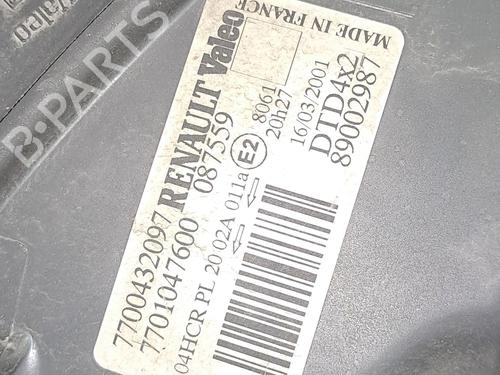 Valeo
B-PARTS
7700432097 RENAULT Valeo
7701047600 087559
8061
20h27
E2
04HCR PL 20 02A 011a
MADE IN FRANCE
16/03/2001
DTD4x2
89002987